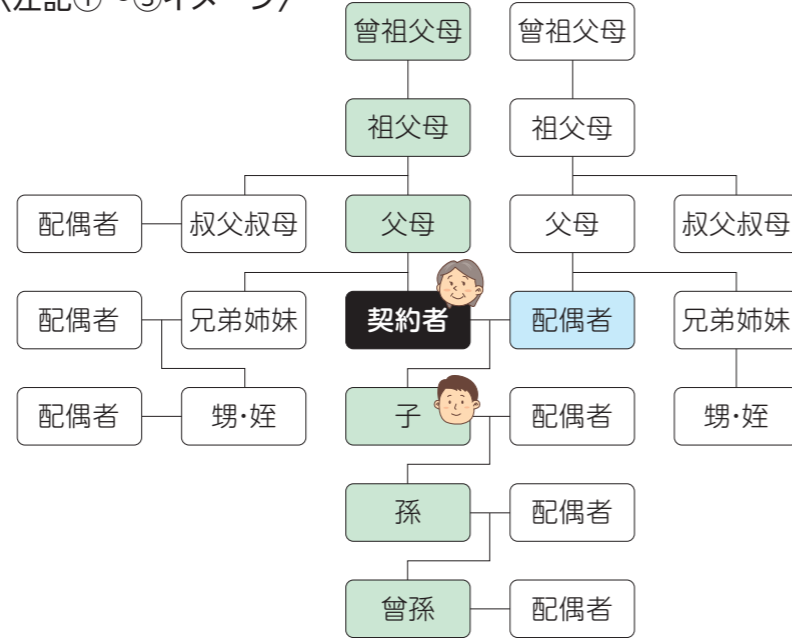 曾祖父母 曾祖父母
祖父母 祖父母
配偶者 叔父叔母 父母 父母 叔父叔母
配偶者 兄弟姉妹 契約者 配偶者 兄弟姉妹
配偶者 甥・姪 子 配偶者 甥・姪
孫 配偶者
曾孫 配偶者